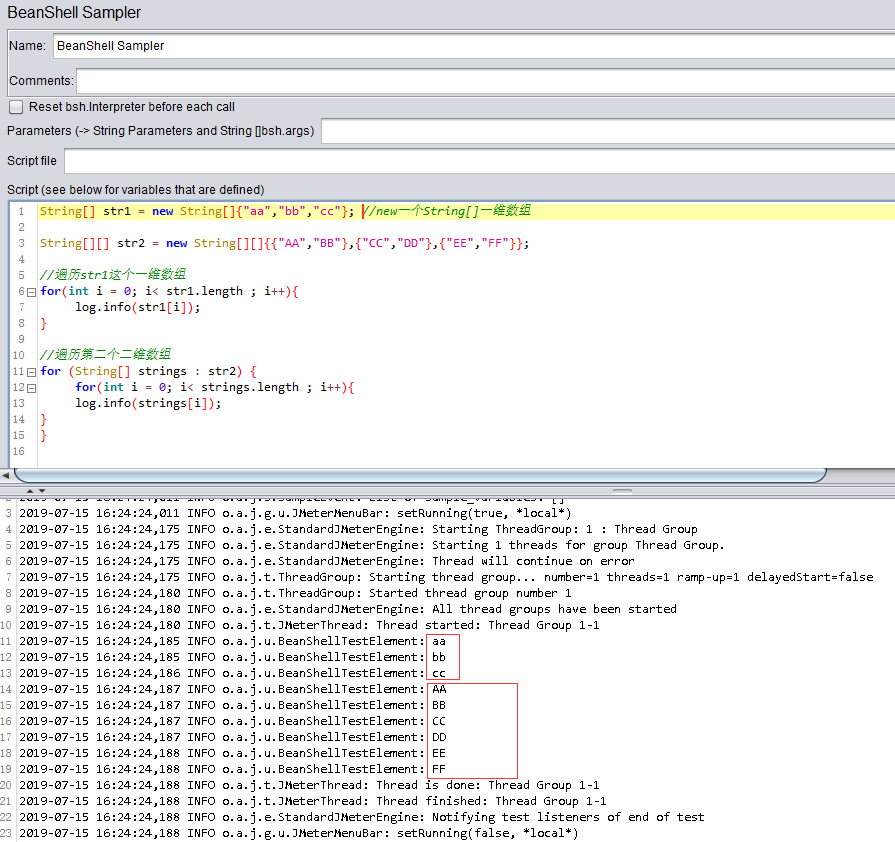 BeanShell Sampler
Name: BeanShell Sampler
Comments:
Reset bsh.Interpreter before each call
Parameters (-> String Parameters and String []bsh.args)
Script file
Script (see below for variables that are defined)
1 String[] str1 = new String[]{"aa","bb","cc"}; //new一个String[]一维数组
2
3 String[][] str2 = new String[][]{{"AA","BB"},{"CC","DD"},{"EE","FF"}};
4
5 //遍历str1这个一维数组
6 for(int i = 0; i< str1.length ; i++){
7 log.info(str1[i]);
8 }
9
10 //遍历第二个二维数组
11 for (String[] strings : str2) {
12 for(int i = 0; i< strings.length ; i++){
13 log.info(strings[i]);
14 }
15 }
16
2 2019-07-15 16:24:24,011 INFO o.a.j.s.SampleEvent: List of sample_variables: []
3 2019-07-15 16:24:24,011 INFO o.a.j.g.u.JMeterMenuBar: setRunning(true, *local*)
4 2019-07-15 16:24:24,175 INFO o.a.j.e.StandardJMeterEngine: Starting ThreadGroup: 1 : Thread Group
5 2019-07-15 16:24:24,175 INFO o.a.j.e.StandardJMeterEngine: Starting 1 threads for group Thread Group.
6 2019-07-15 16:24:24,175 INFO o.a.j.e.StandardJMeterEngine: Thread will continue on error
7 2019-07-15 16:24:24,175 INFO o.a.j.t.ThreadGroup: Starting thread group... number=1 threads=1 ramp-up=1 delayedStart=false
8 2019-07-15 16:24:24,180 INFO o.a.j.t.ThreadGroup: Started thread group number 1
9 2019-07-15 16:24:24,180 INFO o.a.j.e.StandardJMeterEngine: All thread groups have been started
10 2019-07-15 16:24:24,180 INFO o.a.j.t.JMeterThread: Thread started: Thread Group 1-1
11 2019-07-15 16:24:24,185 INFO o.a.j.u.BeanShellTestElement: aa
12 2019-07-15 16:24:24,185 INFO o.a.j.u.BeanShellTestElement: bb
13 2019-07-15 16:24:24,186 INFO o.a.j.u.BeanShellTestElement: cc
14 2019-07-15 16:24:24,187 INFO o.a.j.u.BeanShellTestElement: AA
15 2019-07-15 16:24:24,187 INFO o.a.j.u.BeanShellTestElement: BB
16 2019-07-15 16:24:24,187 INFO o.a.j.u.BeanShellTestElement: CC
17 2019-07-15 16:24:24,187 INFO o.a.j.u.BeanShellTestElement: DD
18 2019-07-15 16:24:24,188 INFO o.a.j.u.BeanShellTestElement: EE
19 2019-07-15 16:24:24,188 INFO o.a.j.u.BeanShellTestElement: FF
20 2019-07-15 16:24:24,188 INFO o.a.j.t.JMeterThread: Thread is done: Thread Group 1-1
21 2019-07-15 16:24:24,188 INFO o.a.j.t.JMeterThread: Thread finished: Thread Group 1-1
22 2019-07-15 16:24:24,188 INFO o.a.j.e.StandardJMeterEngine: Notifying test listeners of end of test
23 2019-07-15 16:24:24,188 INFO o.a.j.g.u.JMeterMenuBar: setRunning(false, *local*)